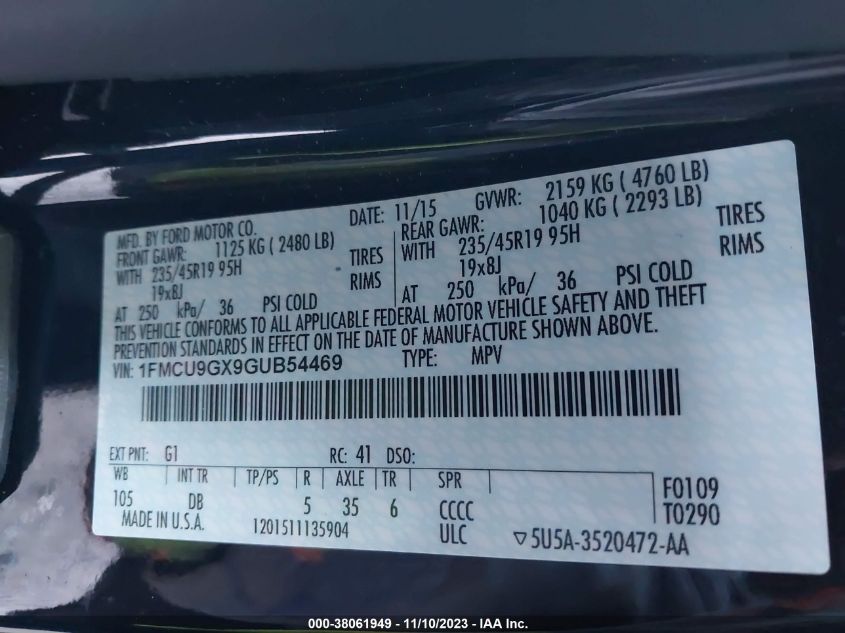 MFD. BY FORD MOTOR CO.
DATE: 11/15 GVWR: 2159 KG ( 4760 LB)
FRONT GAWR: 1125 KG ( 2480 LB)
REAR GAWR: 1040 KG ( 2293 LB)
WITH 235/45R19 95H TIRES
WITH 235/45R19 95H TIRES
19x8J RIMS
19x8J RIMS
AT 250 kPa/ 36 PSI COLD
AT 250 kPa/ 36 PSI COLD
THIS VEHICLE CONFORMS TO ALL APPLICABLE FEDERAL MOTOR VEHICLE SAFETY AND THEFT
PREVENTION STANDARDS IN EFFECT ON THE DATE OF MANUFACTURE SHOWN ABOVE.
VIN: 1FMCU9GX9GUB54469 TYPE: MPV
EXT PNT: G1 RC: 41 DSO:
WB INT TR TP/PS R AXLE TR SPR
105 DB 5 35 6 CCCC
F0109
T0290
MADE IN U.S.A. 1201511135904 ULC ▽5U5A-3520472-AA
000-38061949 - 11/10/2023 - IAA Inc.